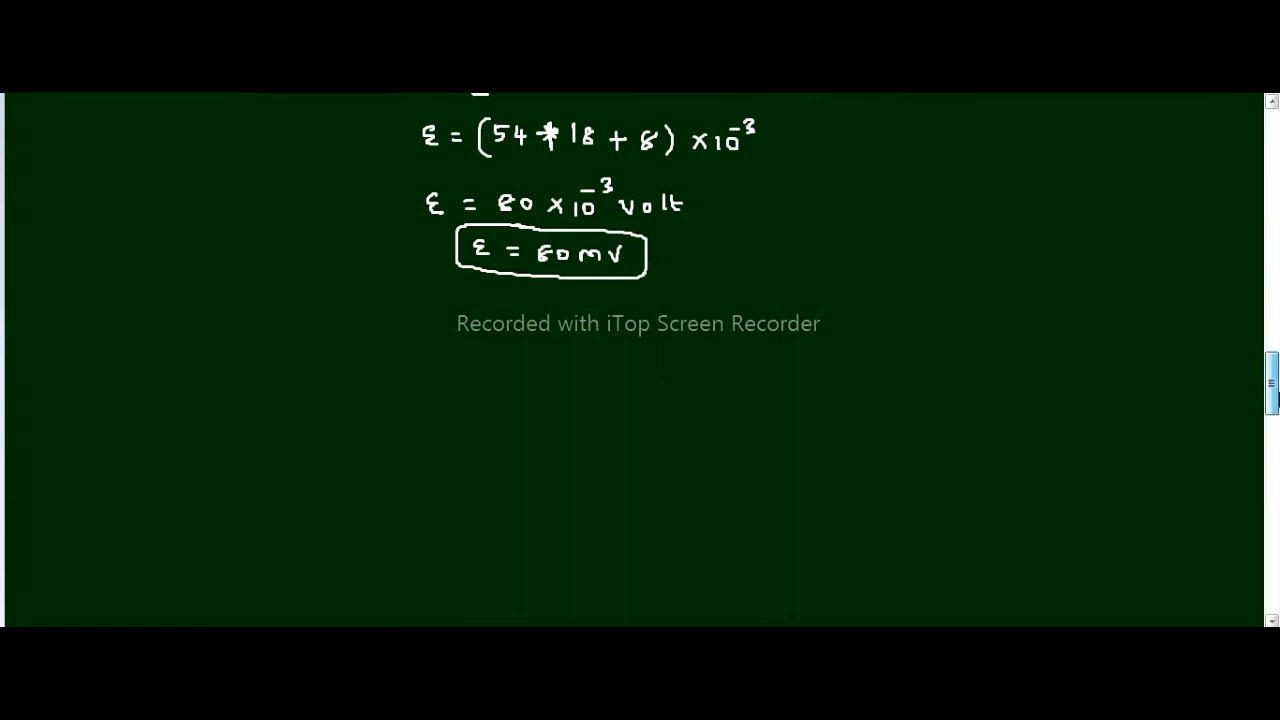 ε = (54 + 18 + 8) × 10⁻³
ε = 80 × 10⁻³ volt
ε = 80 mv
Recorded with iTop Screen Recorder